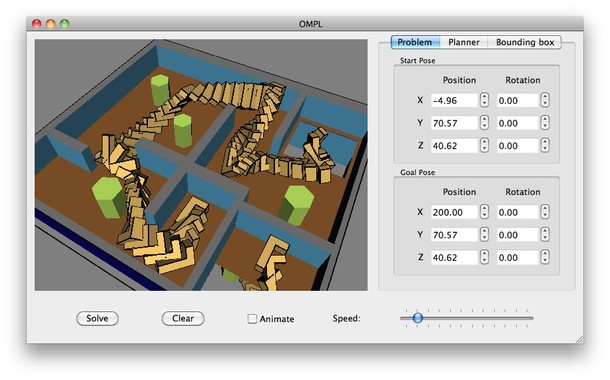 OMPL
Problem Planner Bounding box
Start Pose
Position Rotation
X -4.96 0.00
Y 70.57 0.00
Z 40.62 0.00
Goal Pose
Position Rotation
X 200.00 0.00
Y 70.57 0.00
Z 40.62 0.00
Solve Clear Animate Speed: